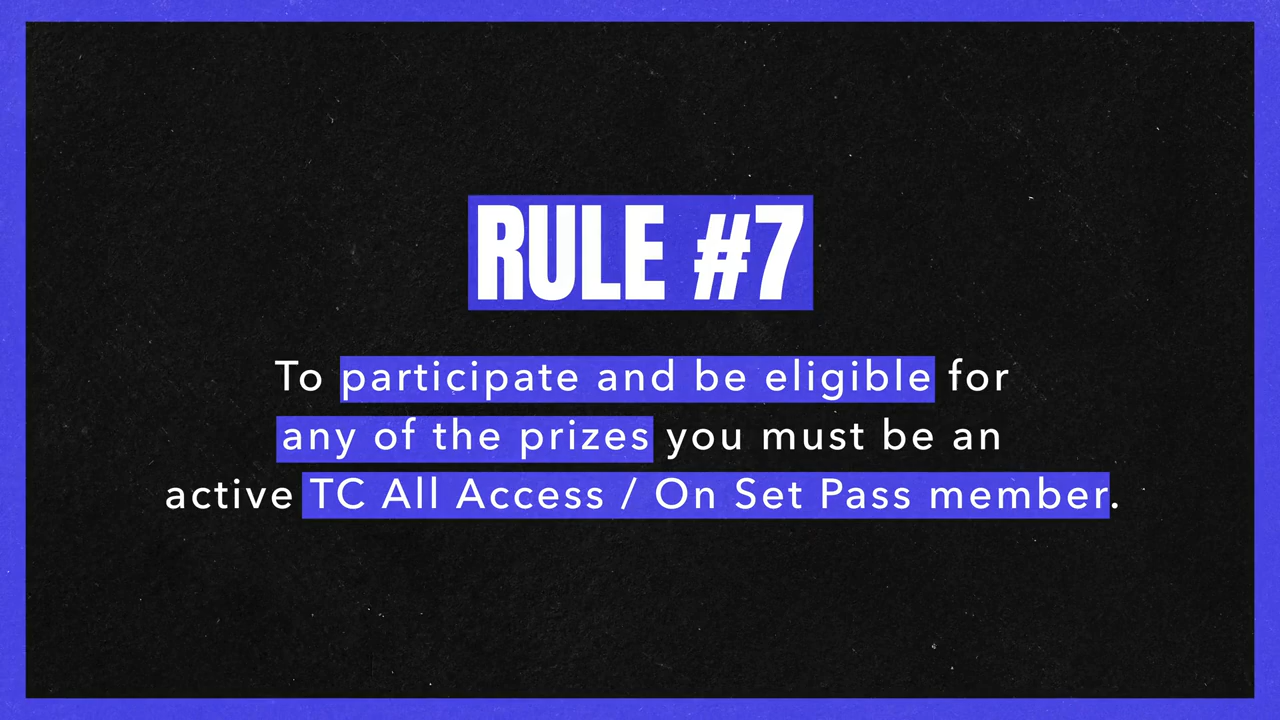 RULE #7
To participate and be eligible for
any of the prizes you must be an
active TC All Access / On Set Pass member.